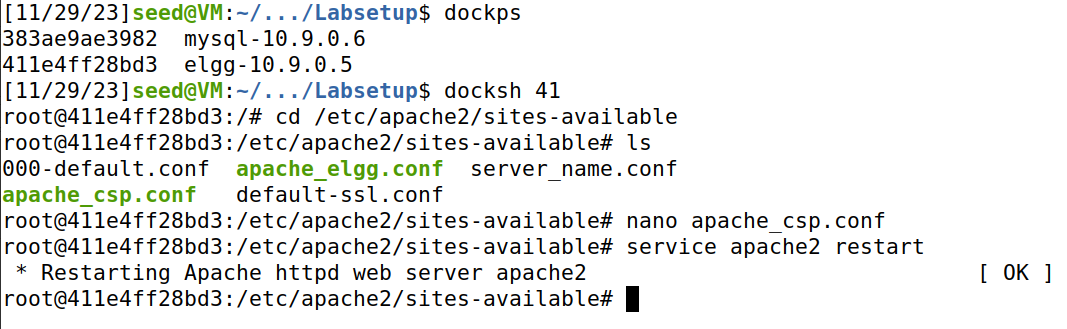 [11/29/23]seed@VM:~/.../Labsetup$ dockps
383ae9ae3982  mysql-10.9.0.6
411e4ff28bd3  elgg-10.9.0.5
[11/29/23]seed@VM:~/.../Labsetup$ docksh 41
root@411e4ff28bd3:/# cd /etc/apache2/sites-available
root@411e4ff28bd3:/etc/apache2/sites-available# ls
000-default.conf  apache_elgg.conf  server_name.conf
apache_csp.conf   default-ssl.conf
root@411e4ff28bd3:/etc/apache2/sites-available# nano apache_csp.conf
root@411e4ff28bd3:/etc/apache2/sites-available# service apache2 restart
 * Restarting Apache httpd web server apache2                              [ OK ]
root@411e4ff28bd3:/etc/apache2/sites-available#